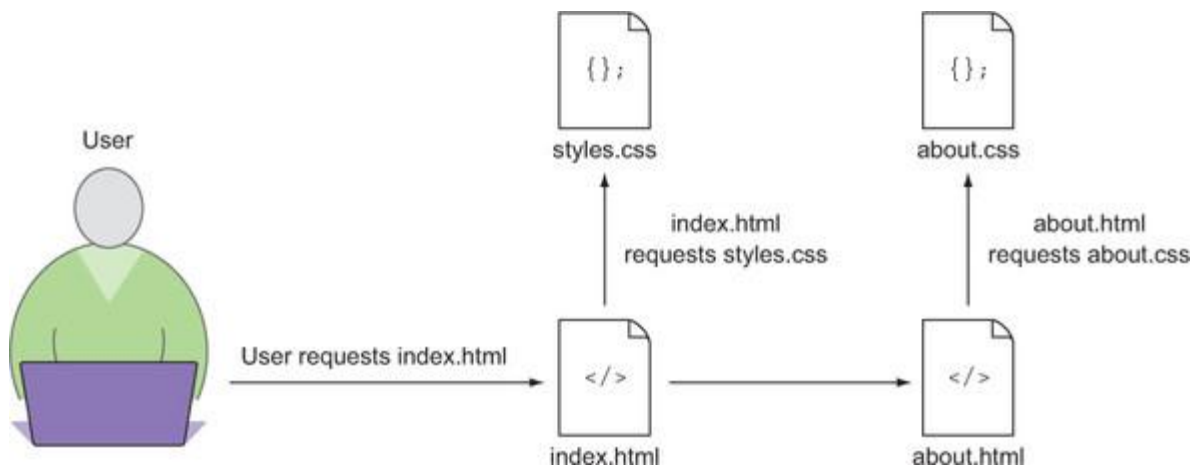 User
{};
styles.css
{};
about.css
index.html
requests styles.css
about.html
requests about.css
User requests index.html
</>
index.html
</>
about.html